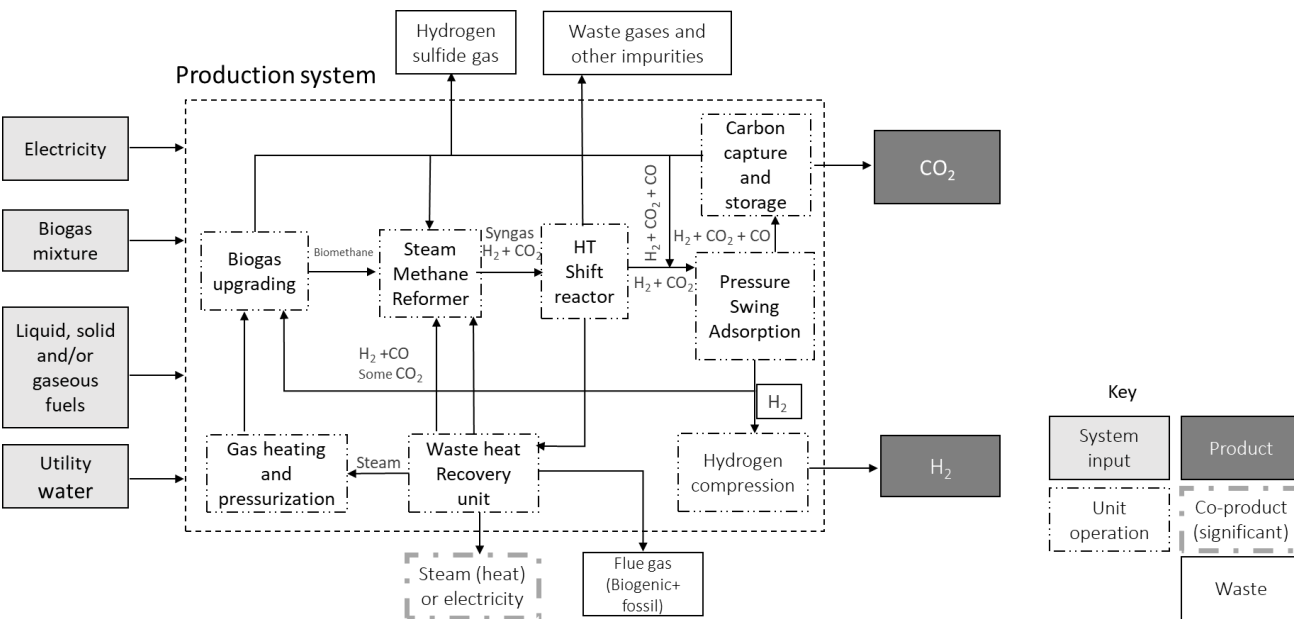 Hydrogen
sulfide gas
Waste gases and
other impurities
Production system
Electricity
Biogas
mixture
Liquid, solid
and/or
gaseous
fuels
Utility
water
Carbon
capture
and
storage
CO₂
H₂ + CO₂ + CO
H₂ + CO₂ + CO
Biogas
upgrading
Biomethane
Steam
Methane
Reformer
Syngas
H₂ + CO₂
HT
Shift
reactor
H₂ + CO₂
Pressure
Swing
Adsorption
H₂ +CO
Some CO₂
H₂
Gas heating
and
pressurization
Steam
Waste heat
Recovery
unit
Hydrogen
compression
H₂
Steam (heat)
or electricity
Flue gas
(Biogenic+
fossil)
Key
System
input
Product
Unit
operation
Co-product
(significant)
Waste